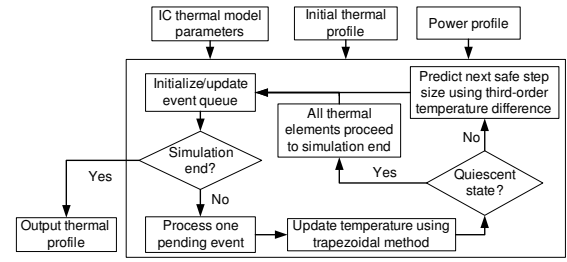 IC thermal model
parameters
Initial thermal
profile
Power profile
Initialize/update
event queue
Predict next safe step
size using third-order
temperature difference
All thermal
elements proceed
to simulation end
Simulation
end?
Yes
No
Quiescent
state?
Yes
No
Output thermal
profile
Process one
pending event
Update temperature using
trapezoidal method